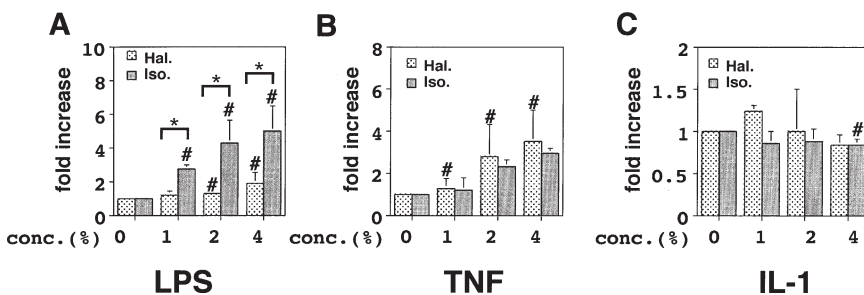 A
fold increase
10
8
6
4
2
0
Hal.
Iso.
* * *
# # # # #
conc.(%) 0 1 2 4
LPS
B
fold increase
8
6
4
2
0
Hal.
Iso.
# # #
conc.(%) 0 1 2 4
TNF
C
fold increase
2
1.5
1
0.5
0
Hal.
Iso.
#
conc.(%) 0 1 2 4
IL-1